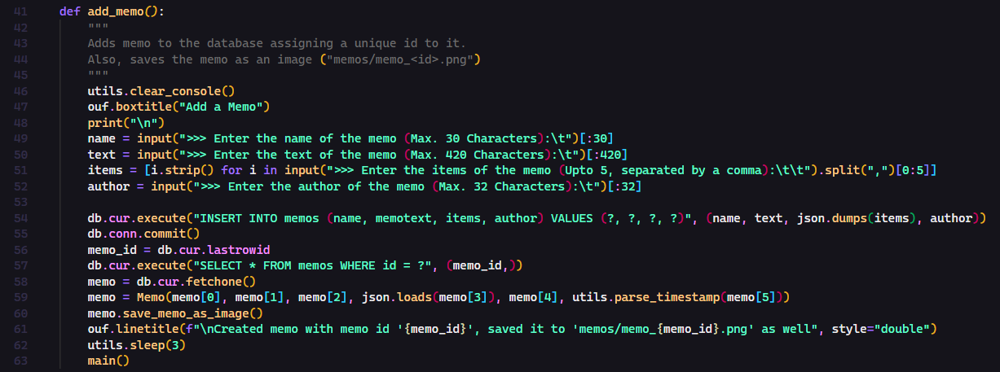 41 def add_memo():
42 """
43 Adds memo to the database assigning a unique id to it.
44 Also, saves the memo as an image ("memos/memo_<id>.png")
45 """
46 utils.clear_console()
47 ouf.boxtitle("Add a Memo")
48 print("\n")
49 name = input(">>> Enter the name of the memo (Max. 30 Characters):\t")[:30]
50 text = input(">>> Enter the text of the memo (Max. 420 Characters):\t")[:420]
51 items = [i.strip() for i in input(">>> Enter the items of the memo (Upto 5, separated by a comma):\t\t").split(",")[0:5]]
52 author = input(">>> Enter the author of the memo (Max. 32 Characters):\t")[:32]
53
54 db.cur.execute("INSERT INTO memos (name, memotext, items, author) VALUES (?, ?, ?, ?)", (name, text, json.dumps(items), author))
55 db.conn.commit()
56 memo_id = db.cur.lastrowid
57 db.cur.execute("SELECT * FROM memos WHERE id = ?", (memo_id,))
58 memo = db.cur.fetchone()
59 memo = Memo(memo[0], memo[1], memo[2], json.loads(memo[3]), memo[4], utils.parse_timestamp(memo[5]))
60 memo.save_memo_as_image()
61 ouf.linetitle(f"\nCreated memo with memo id '{memo_id}', saved it to 'memos/memo_{memo_id}.png' as well", style="double")
62 utils.sleep(3)
63 main()